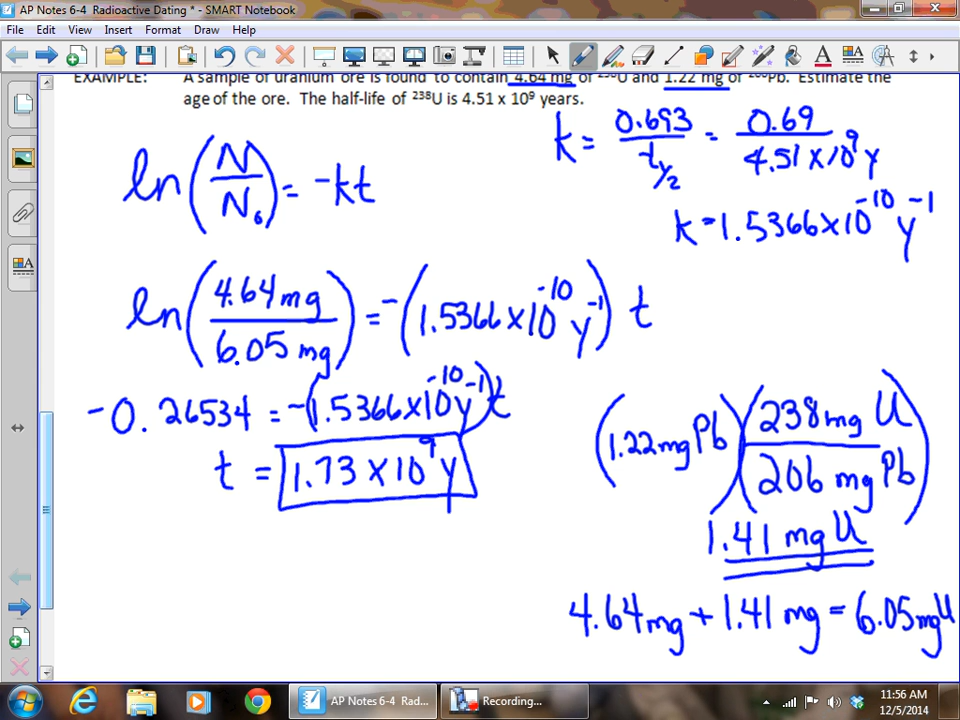 AP Notes 6-4 Radioactive Dating * - SMART Notebook
File Edit View Insert Format Draw Help
EXAMPLE: A sample of uranium ore is found to contain 4.64 mg of ²³⁸U and 1.22 mg of ²⁰⁶Pb. Estimate the
age of the ore. The half-life of ²³⁸U is 4.51 x 10⁹ years.
k = 0.693/t½ = 0.69/4.51 x 10⁹ y
ln(N/N₀) = -kt
k = 1.5366 x 10⁻¹⁰ y⁻¹
ln(4.64 mg/6.05 mg) = -(1.5366 x 10⁻¹⁰ y⁻¹) t
-0.26534 = -(1.5366 x 10⁻¹⁰ y⁻¹)t
t = 1.73 x 10⁹ y
(1.22 mg Pb)(238 mg U/206 mg Pb)
1.41 mg U
4.64 mg + 1.41 mg = 6.05 mg U
AP Notes 6-4 Rad...
Recording...
11:56 AM
12/5/2014